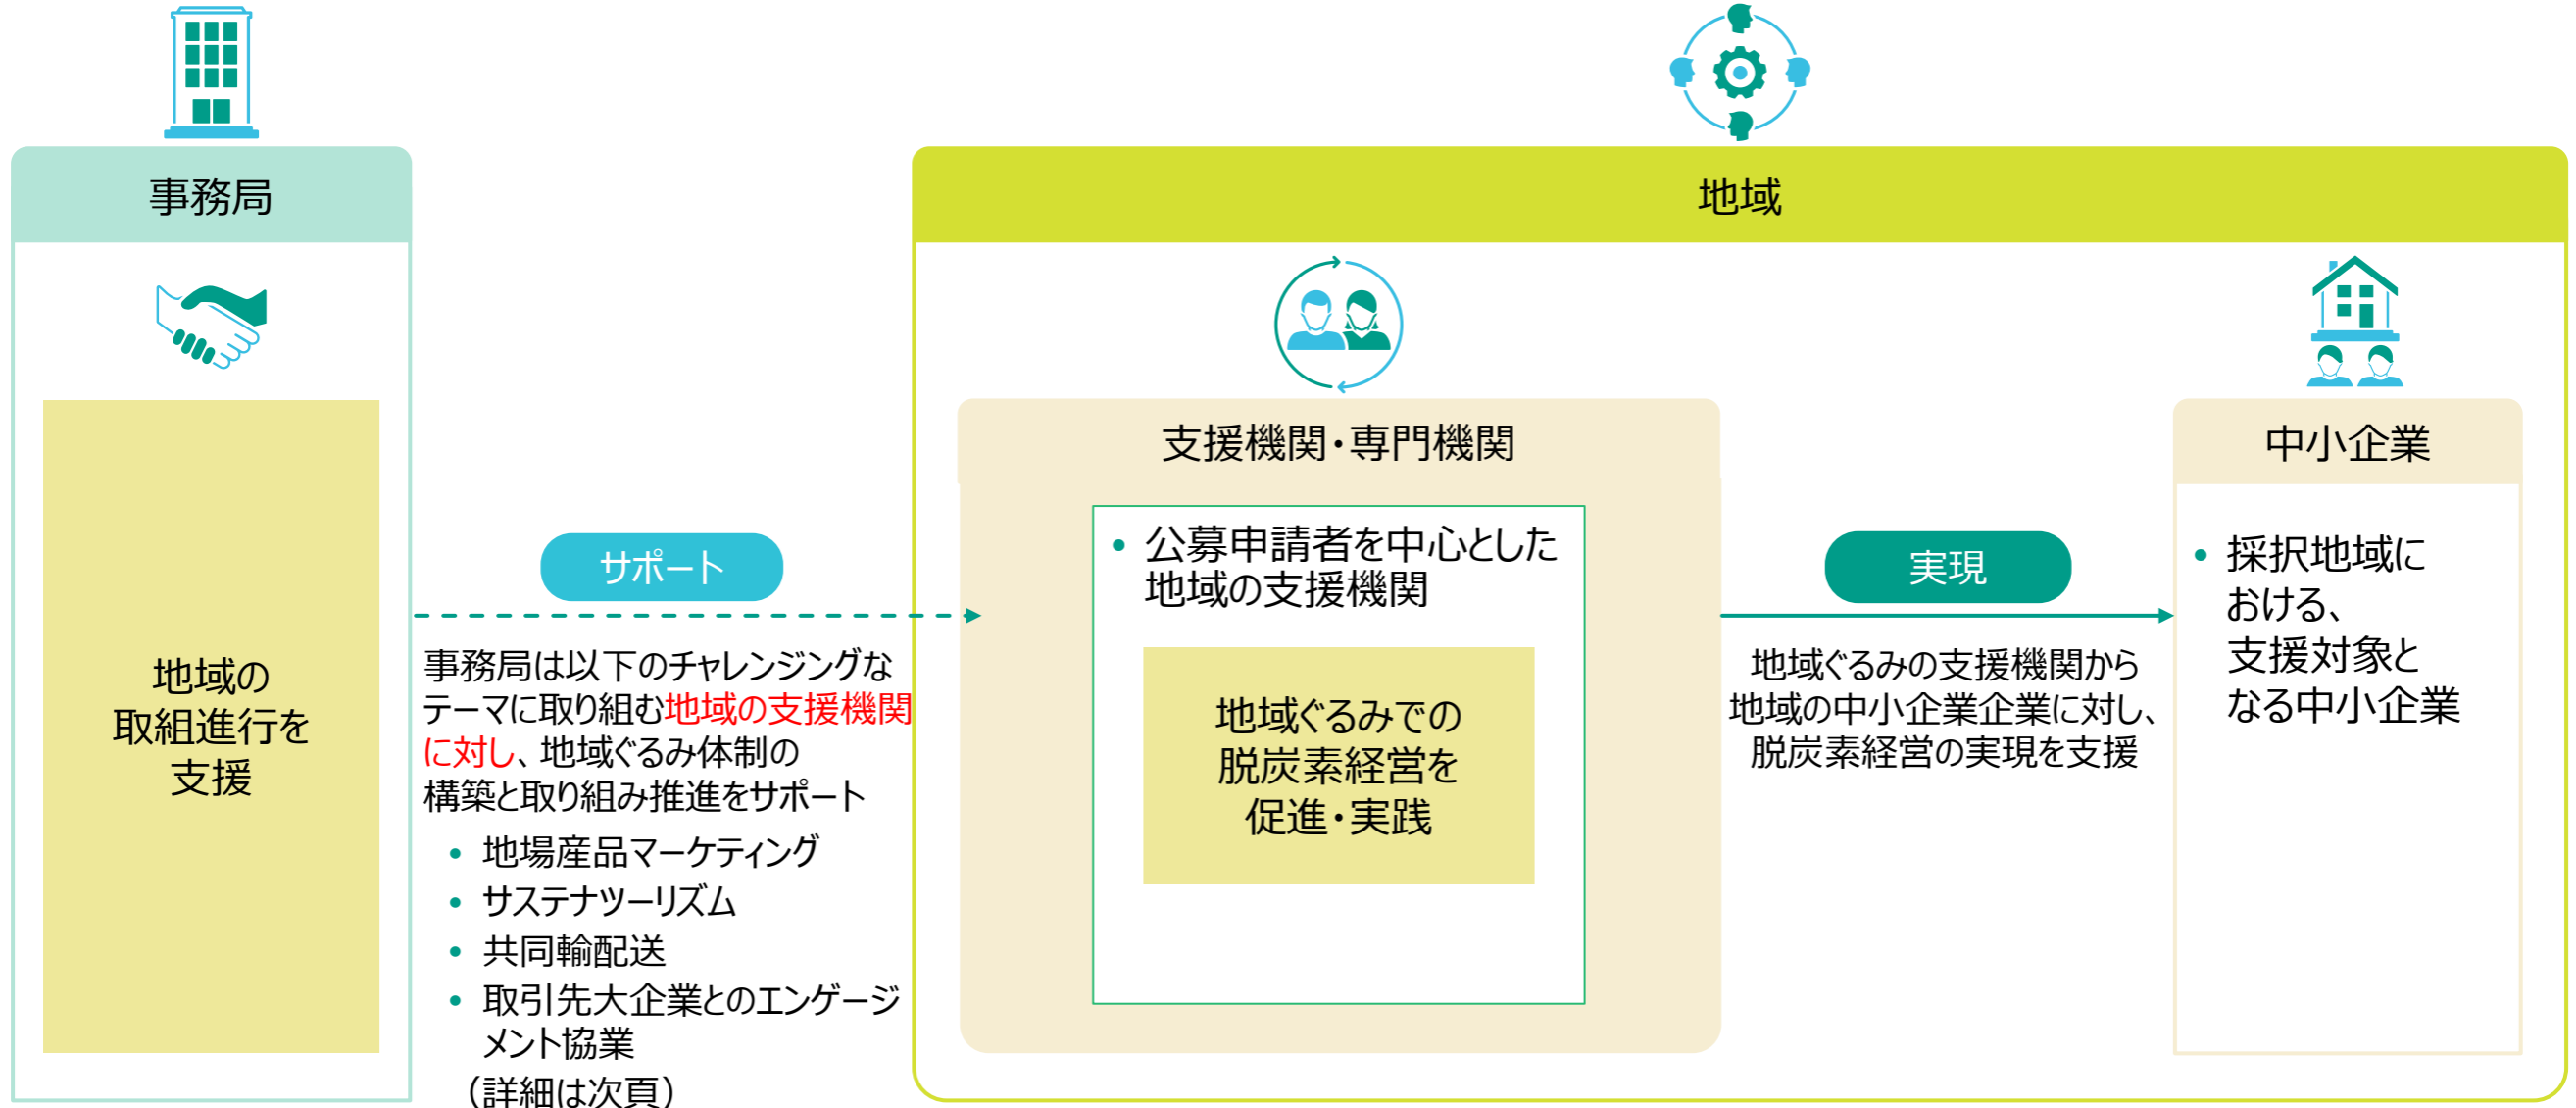 事務局
地域の
取組進行を
支援
サポート
事務局は以下のチャレンジングな
テーマに取り組む地域の支援機関
に対し、地域ぐるみ体制の
構築と取り組み推進をサポート
• 地場産品マーケティング
• サステナツーリズム
• 共同輸配送
• 取引先大企業とのエンゲージ
メント協業
（詳細は次頁）
地域
支援機関・専門機関
• 公募申請者を中心とした
地域の支援機関
地域ぐるみでの
脱炭素経営を
促進・実践
実現
地域ぐるみの支援機関から
地域の中小企業企業に対し、
脱炭素経営の実現を支援
中小企業
• 採択地域に
おける、
支援対象と
なる中小企業